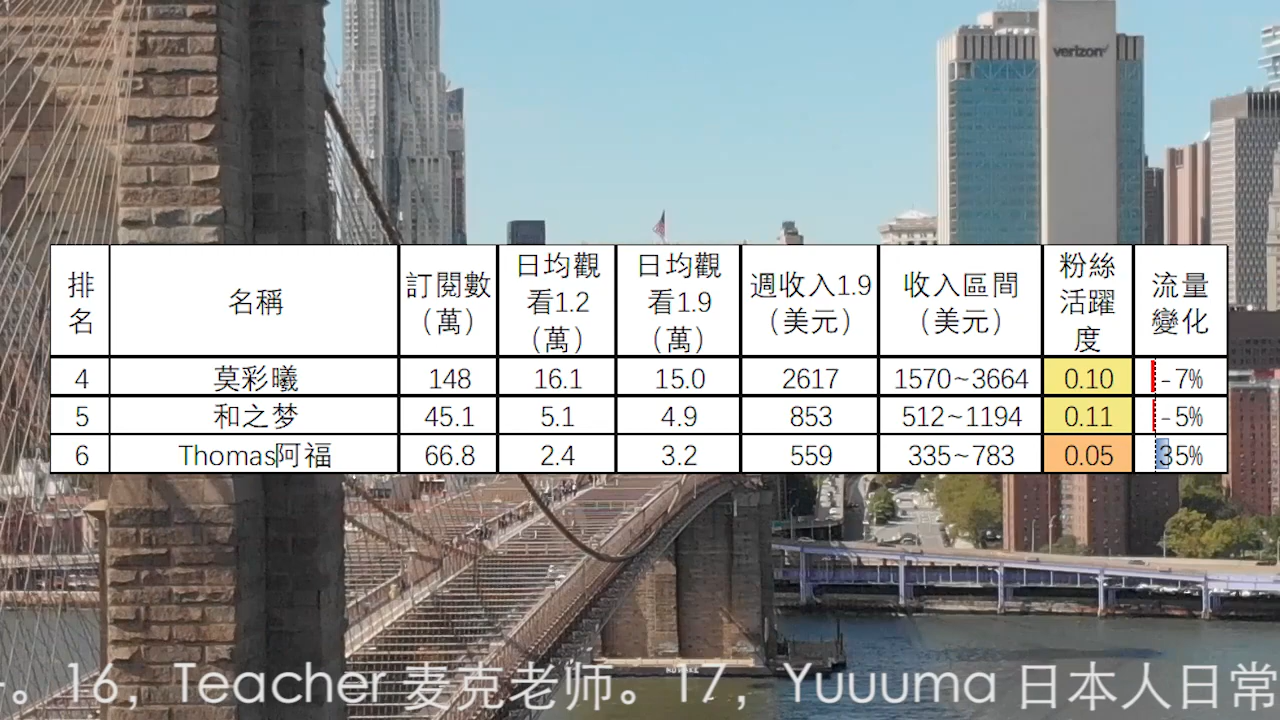 verizon
排名 名稱 訂閱數（萬） 日均觀看1.2（萬） 日均觀看1.9（萬） 週收入1.9（美元） 收入區間（美元） 粉絲活躍度 流量變化
4 莫彩曦 148 16.1 15.0 2617 1570~3664 0.10 -7%
5 和之梦 45.1 5.1 4.9 853 512~1194 0.11 -5%
6 Thomas阿福 66.8 2.4 3.2 559 335~783 0.05 35%
。16，Teacher 麦克老师。17，Yuuuma 日本人日常